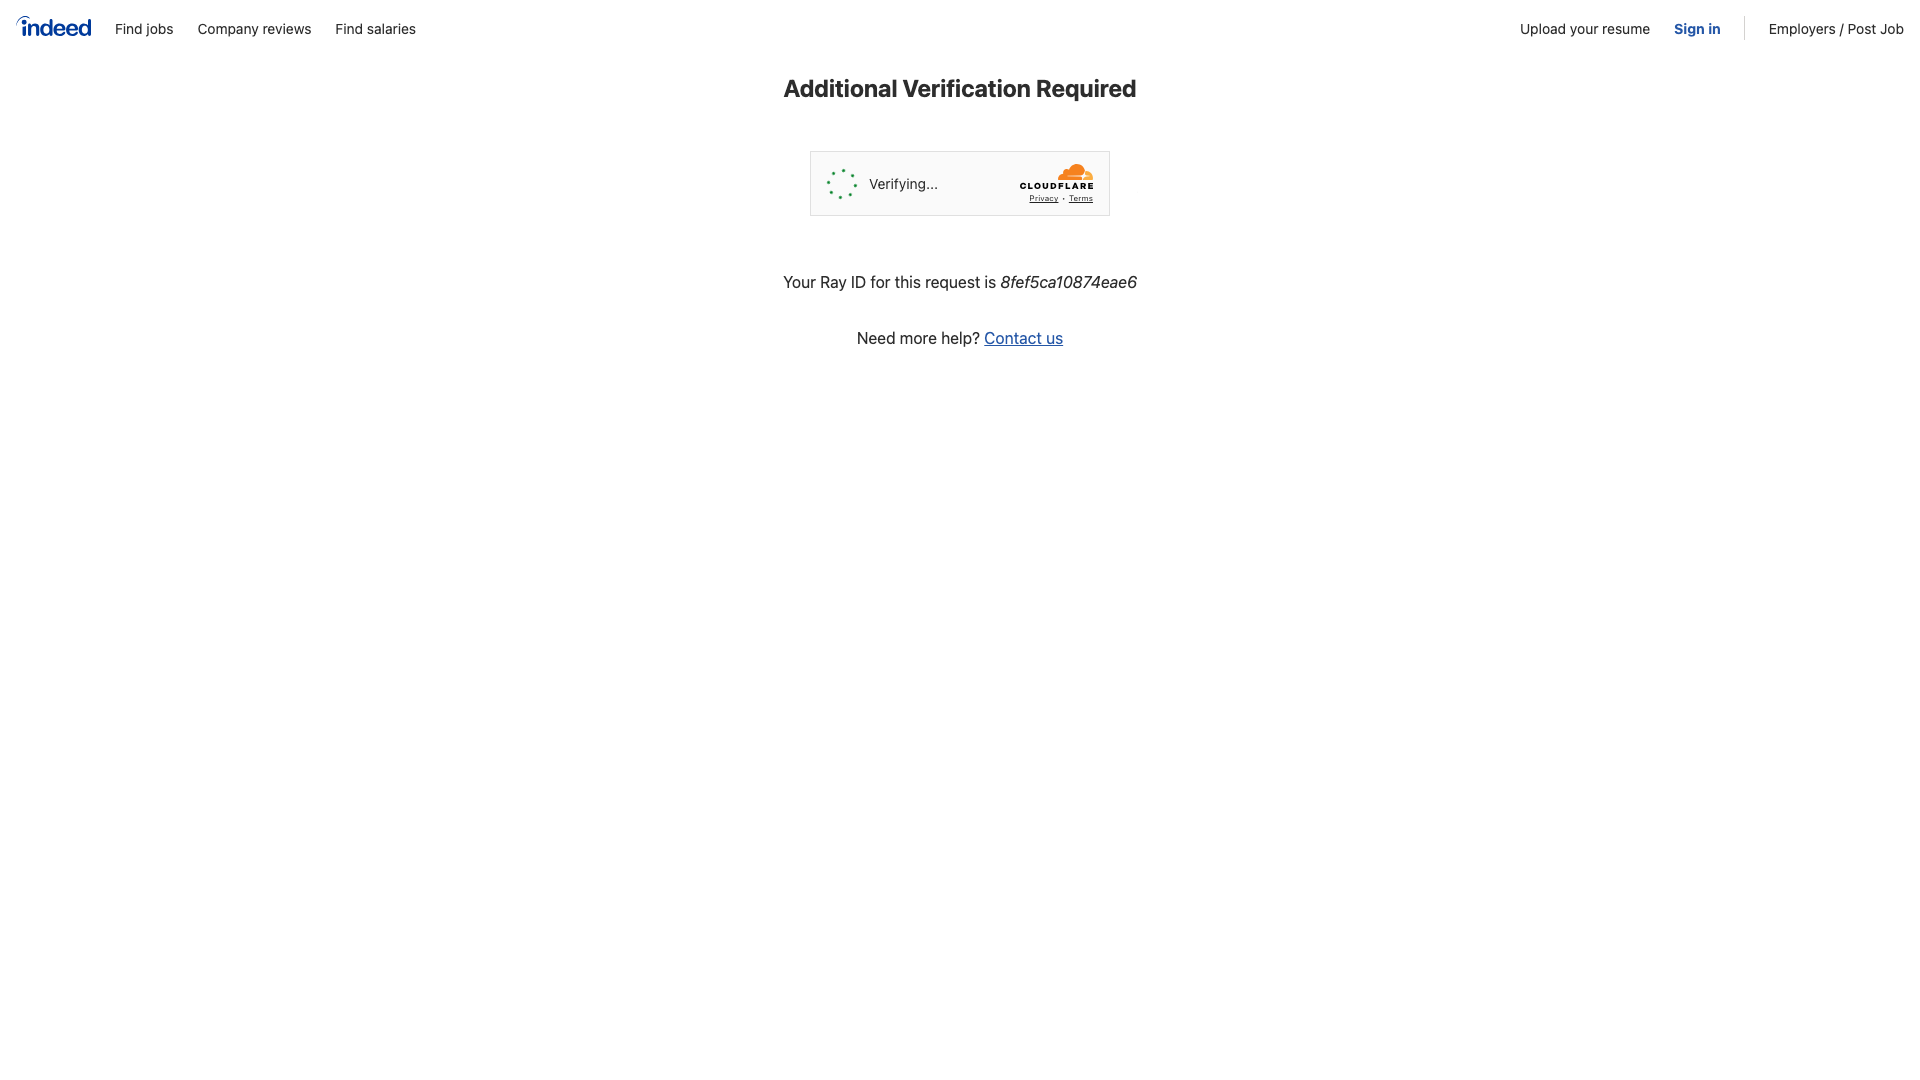 indeed Find jobs Company reviews Find salaries Upload your resume Sign in Employers / Post Job
Additional Verification Required
Verifying...
CLOUDFLARE
Privacy • Terms
Your Ray ID for this request is 8fef5ca10874eae6
Need more help? Contact us